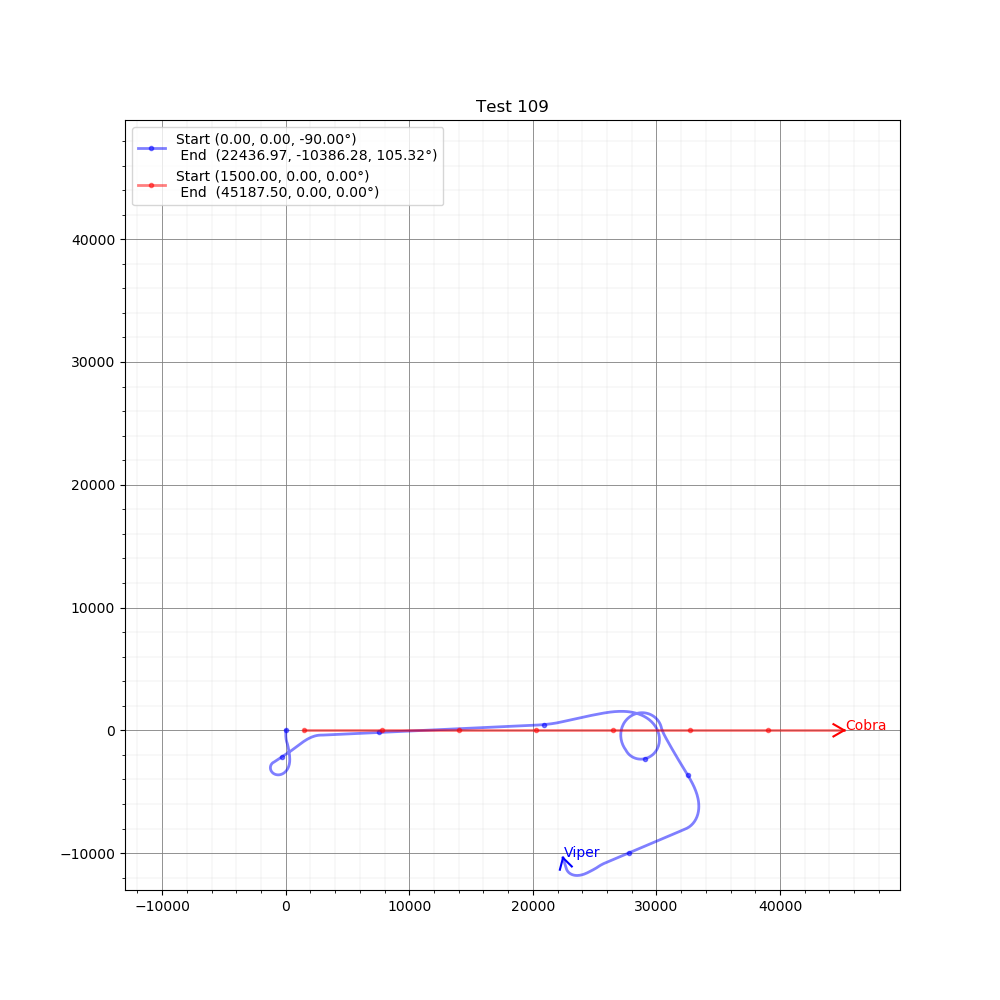 Test 109
Start (0.00, 0.00, -90.00°)
End (22436.97, -10386.28, 105.32°)
Start (1500.00, 0.00, 0.00°)
End (45187.50, 0.00, 0.00°)
40000
30000
20000
10000
0
−10000
Cobra
Viper
−10000
0
10000
20000
30000
40000